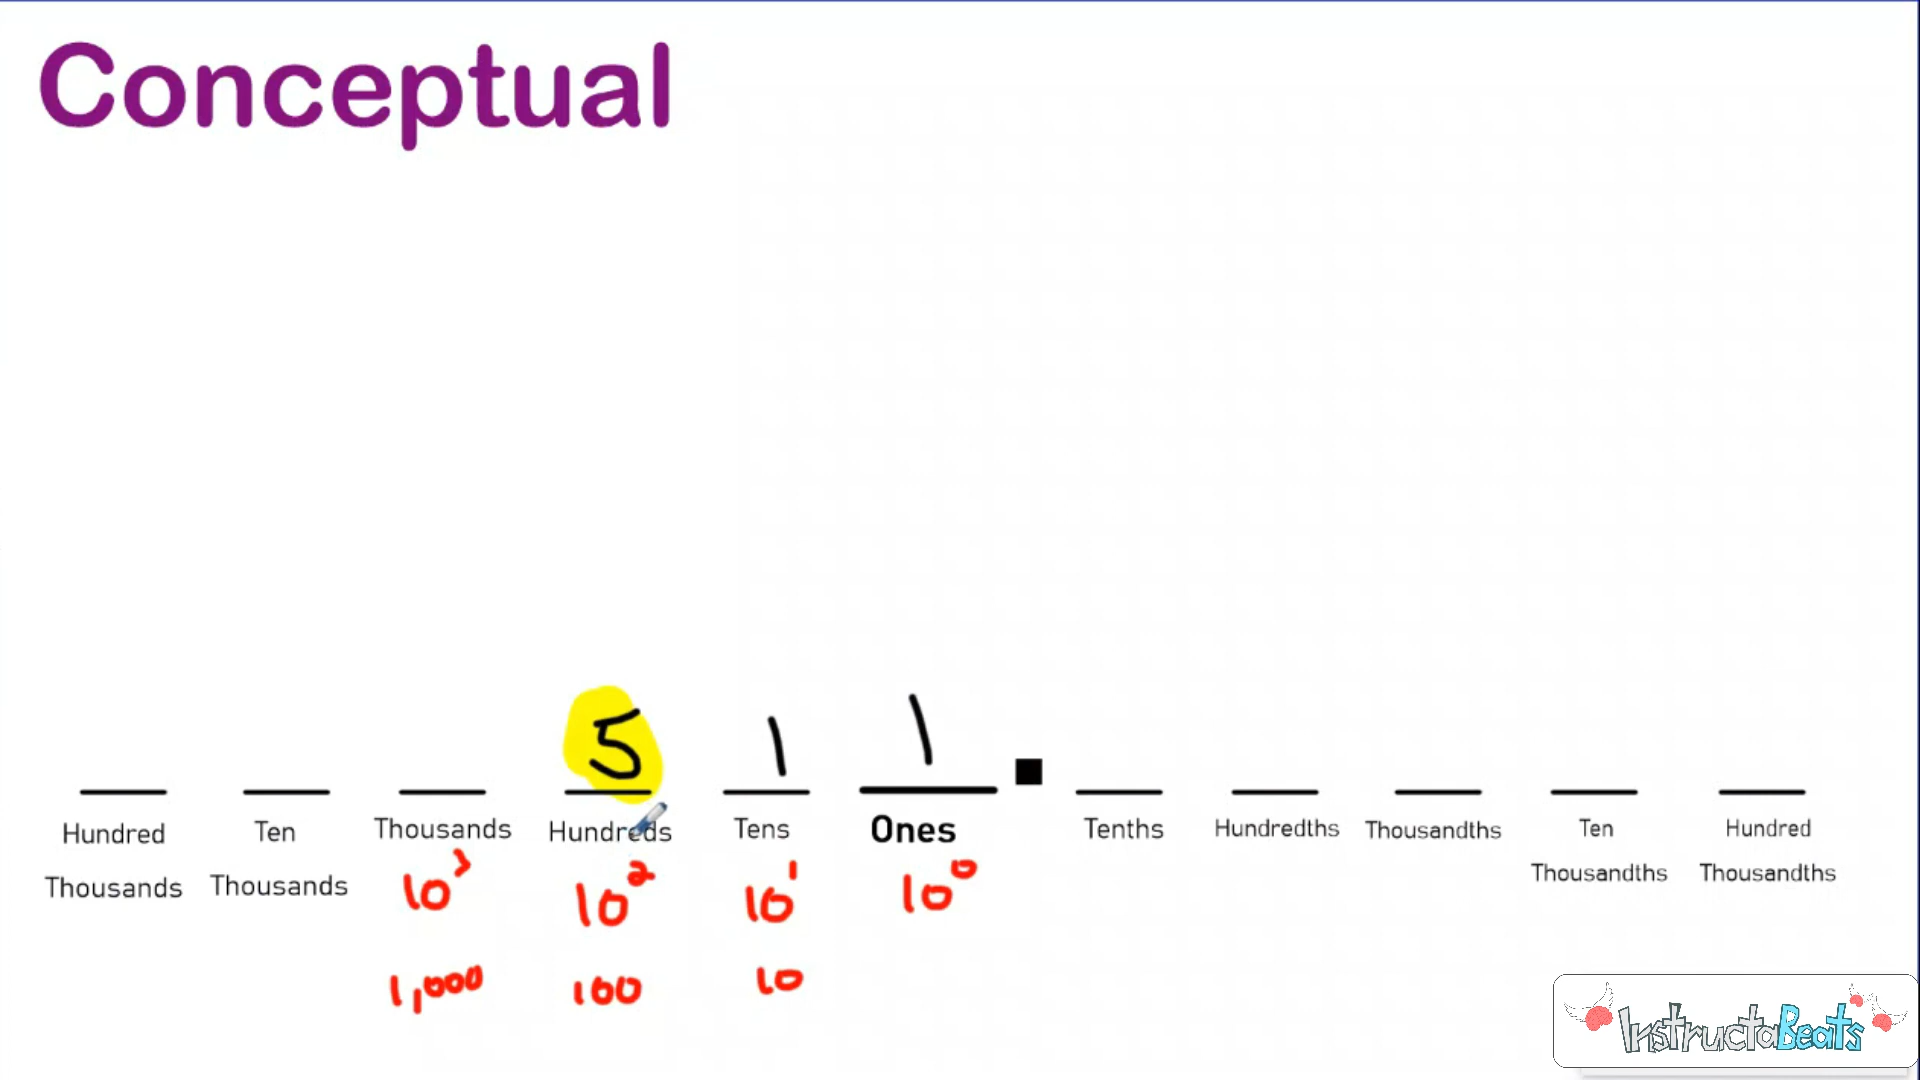 Conceptual
5 1 1 .
Hundred Thousands Ten Thousands Thousands Hundreds Tens Ones Tenths Hundredths Thousandths Ten Thousandths Hundred Thousandths
10³ 10² 10¹ 10⁰
1,000 100 10
InstructaBeats